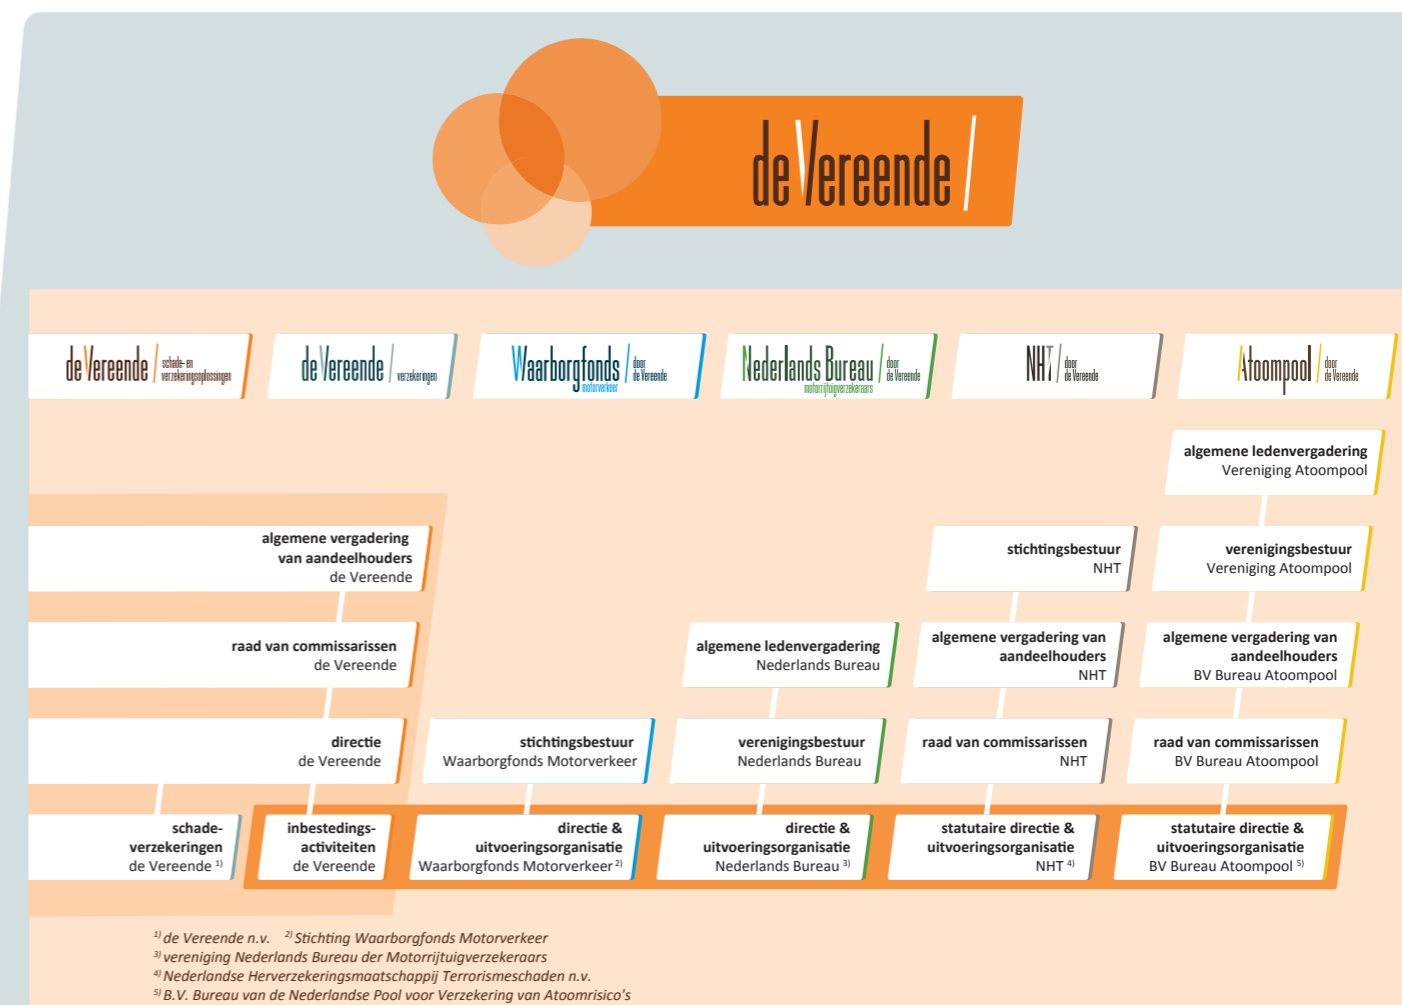 de Vereende
de Vereende schade- en
verzekeringsoplossingen
de Vereende verzekeringen
Waarborgfonds door
de Vereende
motorverkeer
Nederlands Bureau door
de Vereende
motorrijtuigverzekeraars
NHT door
de Vereende
Atoompool door
de Vereende
algemene ledenvergadering
Vereniging Atoompool
algemene vergadering
van aandeelhouders
de Vereende
stichtingsbestuur
NHT
verenigingsbestuur
Vereniging Atoompool
raad van commissarissen
de Vereende
algemene ledenvergadering
Nederlands Bureau
algemene vergadering van
aandeelhouders
NHT
algemene vergadering van
aandeelhouders
BV Bureau Atoompool
directie
de Vereende
stichtingsbestuur
Waarborgfonds Motorverkeer
verenigingsbestuur
Nederlands Bureau
raad van commissarissen
NHT
raad van commissarissen
BV Bureau Atoompool
schade-
verzekeringen
de Vereende 1)
inbestedings-
activiteiten
de Vereende
directie &
uitvoeringsorganisatie
Waarborgfonds Motorverkeer 2)
directie &
uitvoeringsorganisatie
Nederlands Bureau 3)
statutaire directie &
uitvoeringsorganisatie
NHT 4)
statutaire directie &
uitvoeringsorganisatie
BV Bureau Atoompool 5)
1) de Vereende n.v. 2) Stichting Waarborgfonds Motorverkeer
3) vereniging Nederlands Bureau der Motorrijtuigverzekeraars
4) Nederlandse Herverzekeringsmaatschappij Terrorismeschaden n.v.
5) B.V. Bureau van de Nederlandse Pool voor Verzekering van Atoomrisico's